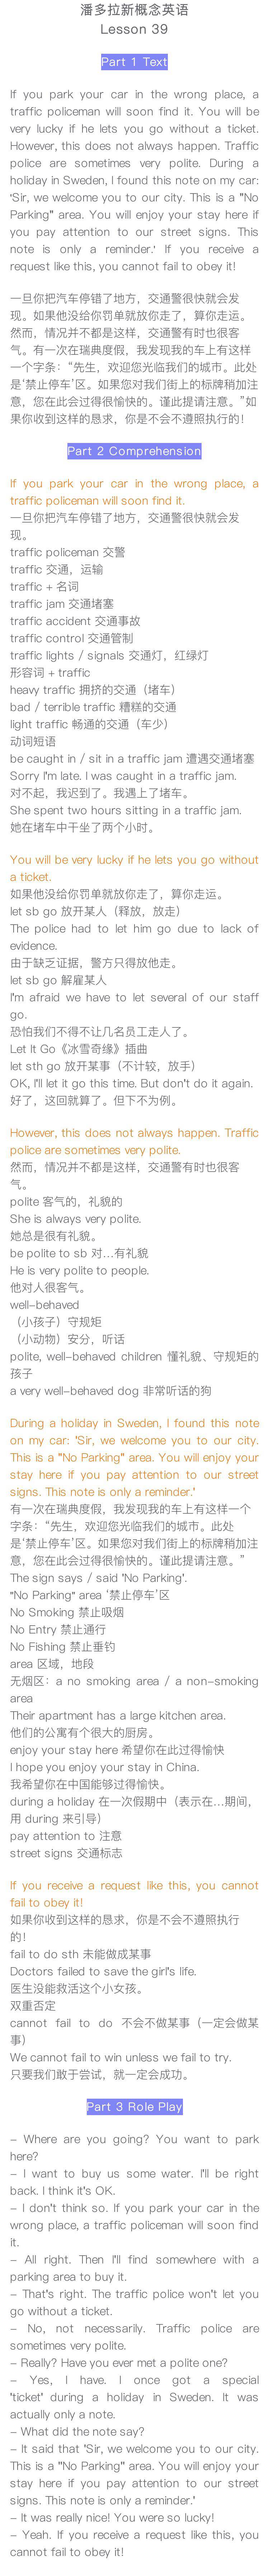 潘多拉新概念英语
Lesson 39
Part 1 Text
If you park your car in the wrong place, a
traffic policeman will soon find it. You will be
very lucky if he lets you go without a ticket.
However, this does not always happen. Traffic
police are sometimes very polite. During a
holiday in Sweden, I found this note on my car:
'Sir, we welcome you to our city. This is a "No
Parking" area. You will enjoy your stay here if
you pay attention to our street signs. This
note is only a reminder.' If you receive a
request like this, you cannot fail to obey it!
一旦你把汽车停错了地方，交通警很快就会发
现。如果他没给你罚单就放你走了，算你走运。
然而，情况并不都是这样，交通警有时也很客
气。有一次在瑞典度假，我发现我的车上有这样
一个字条：“先生，欢迎您光临我们的城市。此处
是‘禁止停车’区。如果您对我们街上的标牌稍加注
意，您在此会过得很愉快的。谨此提请注意。”如
果你收到这样的恳求，你是不会不遵照执行的！
Part 2 Comprehension
If you park your car in the wrong place, a
traffic policeman will soon find it.
一旦你把汽车停错了地方，交通警很快就会发
现。
traffic policeman 交警
traffic 交通，运输
traffic + 名词
traffic jam 交通堵塞
traffic accident 交通事故
traffic control 交通管制
traffic lights / signals 交通灯，红绿灯
形容词 + traffic
heavy traffic 拥挤的交通（堵车）
bad / terrible traffic 糟糕的交通
light traffic 畅通的交通（车少）
动词短语
be caught in / sit in a traffic jam 遭遇交通堵塞
Sorry I'm late. I was caught in a traffic jam.
对不起，我迟到了。我遇上了堵车。
She spent two hours sitting in a traffic jam.
她在堵车中干坐了两个小时。
You will be very lucky if he lets you go without
a ticket.
如果他没给你罚单就放你走了，算你走运。
let sb go 放开某人（释放，放走）
The police had to let him go due to lack of
evidence.
由于缺乏证据，警方只得放他走。
let sb go 解雇某人
I'm afraid we have to let several of our staff
go.
恐怕我们不得不让几名员工走人了。
Let It Go《冰雪奇缘》插曲
let sth go 放开某事（不计较，放手）
OK, I'll let it go this time. But don't do it again.
好了，这回就算了。但下不为例。
However, this does not always happen. Traffic
police are sometimes very polite.
然而，情况并不都是这样，交通警有时也很客
气。
polite 客气的，礼貌的
She is always very polite.
她总是很有礼貌。
be polite to sb 对…有礼貌
He is very polite to people.
他对人很客气。
well-behaved
（小孩子）守规矩
（小动物）安分，听话
polite, well-behaved children 懂礼貌、守规矩的
孩子
a very well-behaved dog 非常听话的狗
During a holiday in Sweden, I found this note
on my car: 'Sir, we welcome you to our city.
This is a "No Parking" area. You will enjoy your
stay here if you pay attention to our street
signs. This note is only a reminder.'
有一次在瑞典度假，我发现我的车上有这样一个
字条：“先生，欢迎您光临我们的城市。此处
是‘禁止停车’区。如果您对我们街上的标牌稍加注
意，您在此会过得很愉快的。谨此提请注意。”
The sign says / said 'No Parking'.
"No Parking" area ‘禁止停车’区
No Smoking 禁止吸烟
No Entry 禁止通行
No Fishing 禁止垂钓
area 区域，地段
无烟区：a no smoking area / a non-smoking
area
Their apartment has a large kitchen area.
他们的公寓有个很大的厨房。
enjoy your stay here 希望你在此过得愉快
I hope you enjoy your stay in China.
我希望你在中国能够过得愉快。
during a holiday 在一次假期中（表示在…期间，
用 during 来引导）
pay attention to 注意
street signs 交通标志
If you receive a request like this, you cannot
fail to obey it!
如果你收到这样的恳求，你是不会不遵照执行
的！
fail to do sth 未能做成某事
Doctors failed to save the girl's life.
医生没能救活这个小女孩。
双重否定
cannot fail to do 不会不做某事（一定会做某
事）
We cannot fail to win unless we fail to try.
只要我们敢于尝试，就一定会成功。
Part 3 Role Play
- Where are you going? You want to park
here?
- I want to buy us some water. I'll be right
back. I think it's OK.
- I don't think so. If you park your car in the
wrong place, a traffic policeman will soon find
it.
- All right. Then I'll find somewhere with a
parking area to buy it.
- That's right. The traffic police won't let you
go without a ticket.
- No, not necessarily. Traffic police are
sometimes very polite.
- Really? Have you ever met a polite one?
- Yes, I have. I once got a special
'ticket' during a holiday in Sweden. It was
actually only a note.
- What did the note say?
- It said that 'Sir, we welcome you to our city.
This is a "No Parking" area. You will enjoy your
stay here if you pay attention to our street
signs. This note is only a reminder.'
- It was really nice! You were so lucky!
- Yeah. If you receive a request like this, you
cannot fail to obey it!